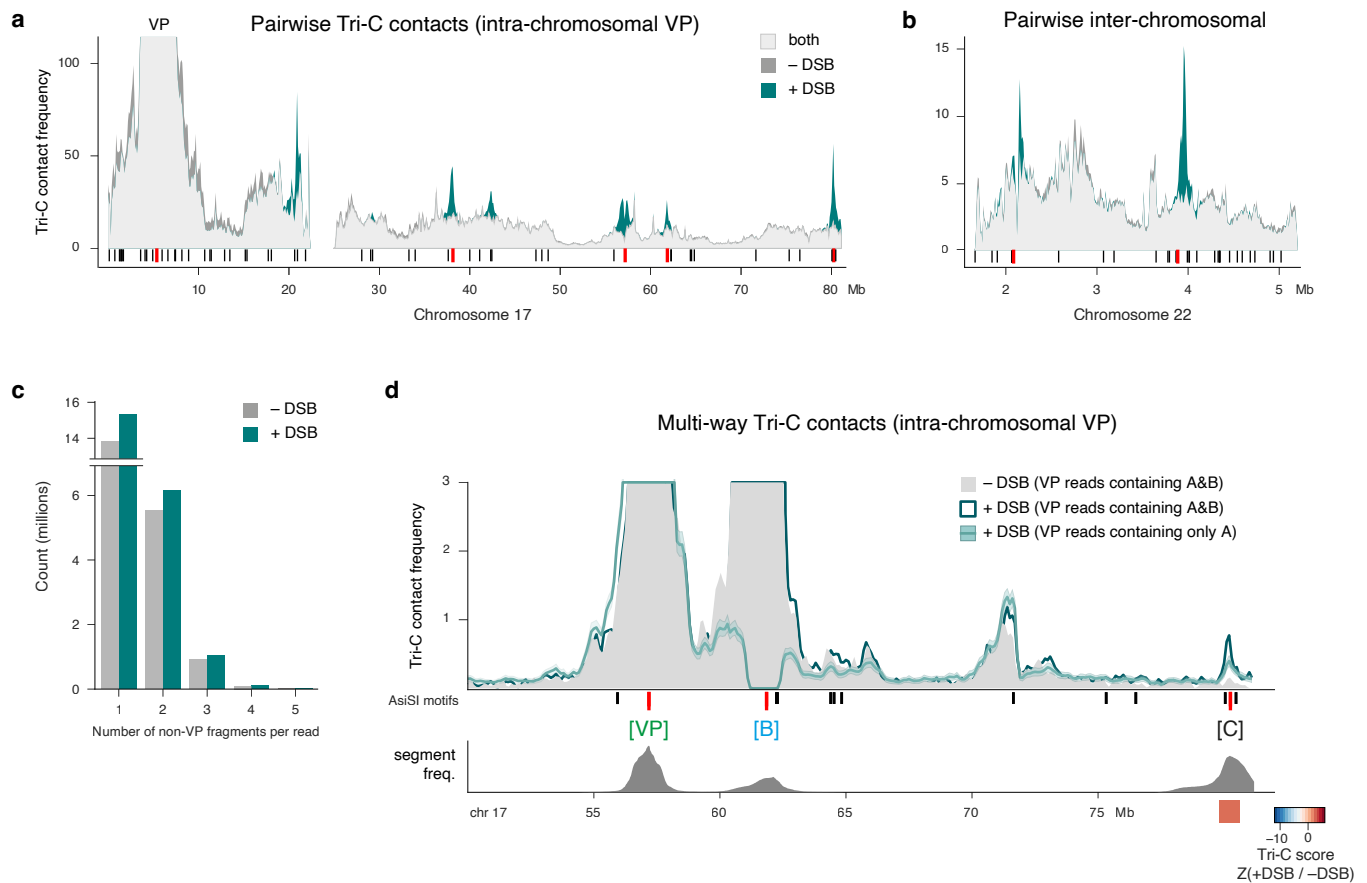 a
VP
Pairwise Tri-C contacts (intra-chromosomal VP)
both
– DSB
+ DSB
Tri-C contact frequency
100
50
0
10
20
30
40
50
60
70
80
Mb
Chromosome 17
b
Pairwise inter-chromosomal
15
10
5
0
2
3
4
5
Mb
Chromosome 22
c
– DSB
+ DSB
Count (millions)
16
14
6
4
2
0
1
2
3
4
5
Number of non-VP fragments per read
d
Multi-way Tri-C contacts (intra-chromosomal VP)
– DSB (VP reads containing A&B)
+ DSB (VP reads containing A&B)
+ DSB (VP reads containing only A)
Tri-C contact frequency
3
2
1
AsiSI motifs
[VP]
[B]
[C]
segment
freq.
chr 17
55
60
65
70
75
Mb
−10
0
Tri-C score
Z(+DSB / –DSB)